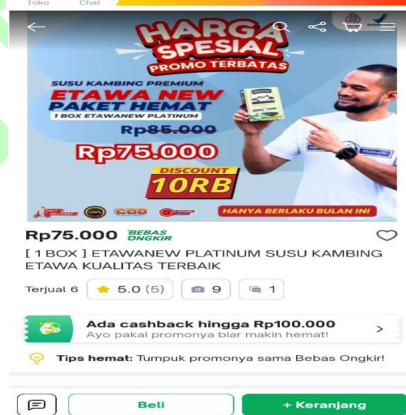 Toko Chat
HARGA
SPESIAL
PROMO TERBATAS
SUSU KAMBING PREMIUM
ETAWA NEW
PAKET HEMAT
1 BOX ETAWANEW PLATINUM
Rp85.000
Rp75.000
DISCOUNT
10RB
COD
HANYA BERLAKU BULAN INI
Rp75.000 BEBAS ONGKIR
[ 1 BOX ] ETAWANEW PLATINUM SUSU KAMBING
ETAWA KUALITAS TERBAIK
Terjual 6 5.0 (5) 9 1
Ada cashback hingga Rp100.000
Ayo pakai promonya biar makin hemat!
Tips hemat: Tumpuk promonya sama Bebas Ongkir!
Beli + Keranjang